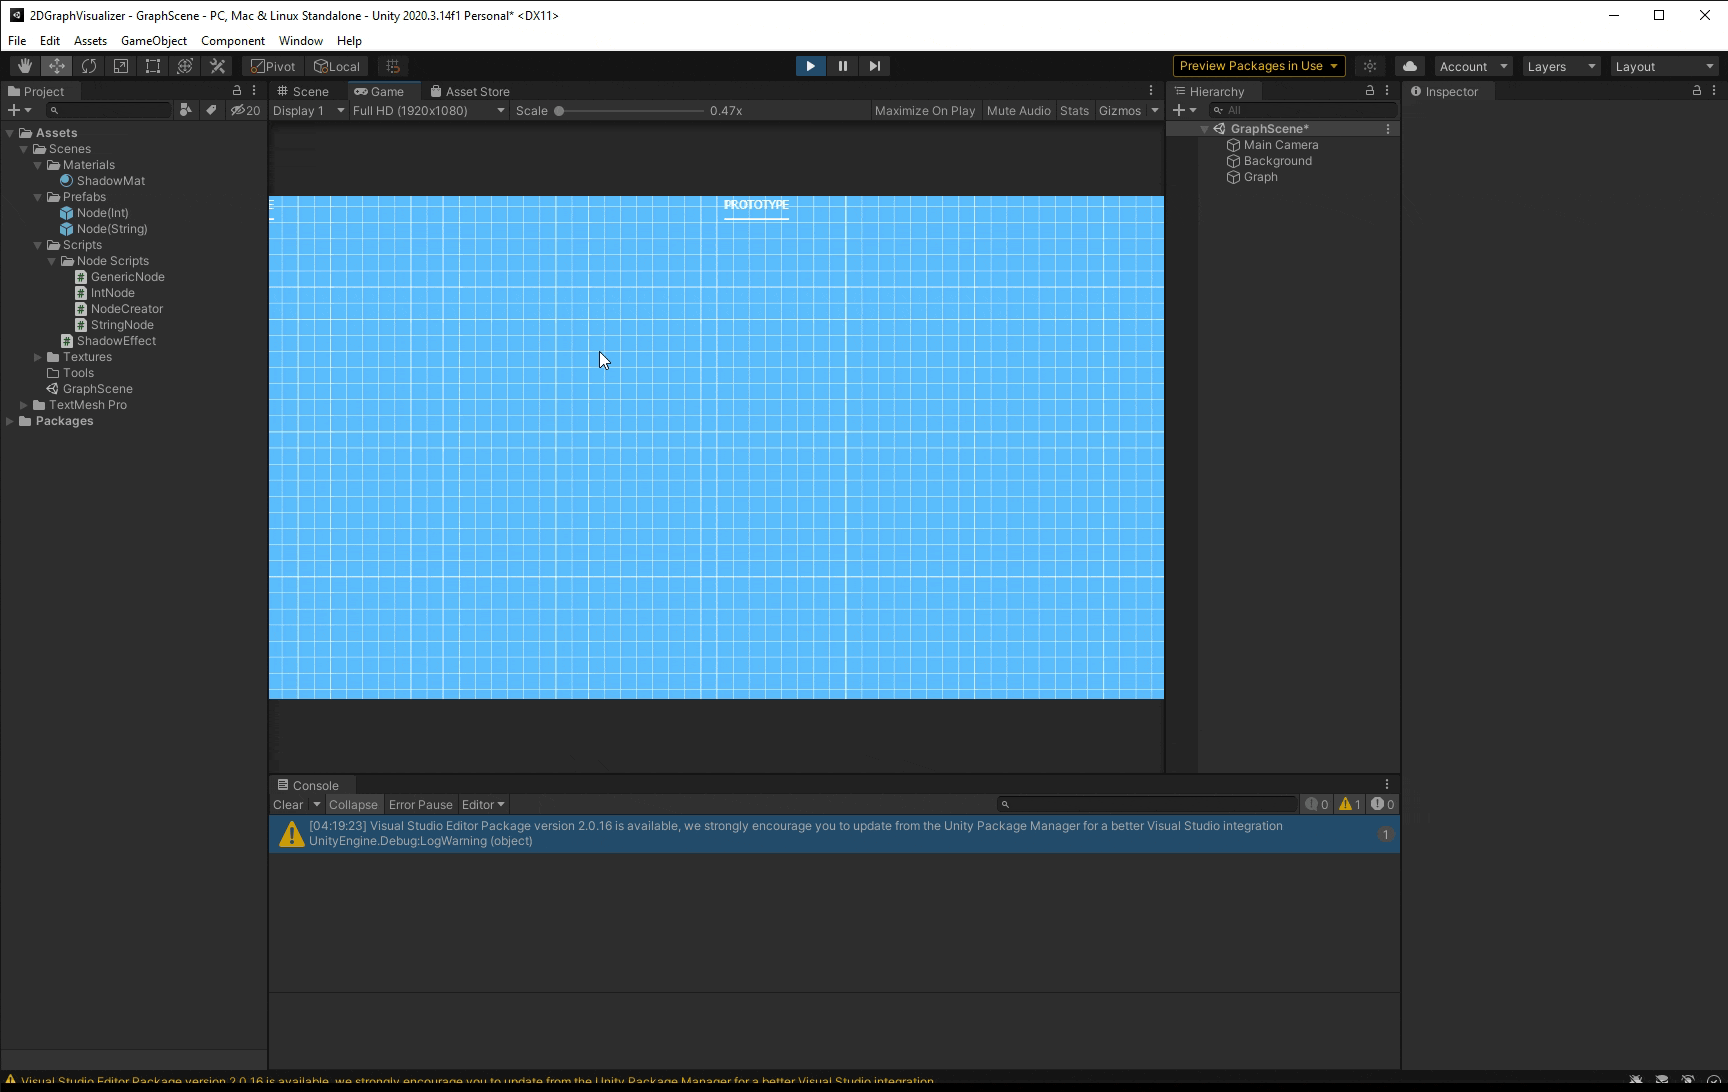 2DGraphVisualizer - GraphScene - PC, Mac & Linux Standalone - Unity 2020.3.14f1 Personal* <DX11>
File Edit Assets GameObject Component Window Help
Pivot Local Preview Packages in Use Account Layers Layout
Project
20
Assets
Scenes
Materials
ShadowMat
Prefabs
Node(Int)
Node(String)
Scripts
Node Scripts
GenericNode
IntNode
NodeCreator
StringNode
ShadowEffect
Textures
Tools
GraphScene
TextMesh Pro
Packages
Scene Game Asset Store
Display 1 Full HD (1920x1080) Scale 0.47x Maximize On Play Mute Audio Stats Gizmos
E PROTOTYPE
Hierarchy
All
GraphScene*
Main Camera
Background
Graph
Inspector
Console
Clear Collapse Error Pause Editor 0 1 0
[04:19:23] Visual Studio Editor Package version 2.0.16 is available, we strongly encourage you to update from the Unity Package Manager for a better Visual Studio integration
UnityEngine.Debug:LogWarning (object)
1
Visual Studio Editor Package version 2.0.16 is available, we strongly encourage you to update from the Unity Package Manager for a better Visual Studio integration